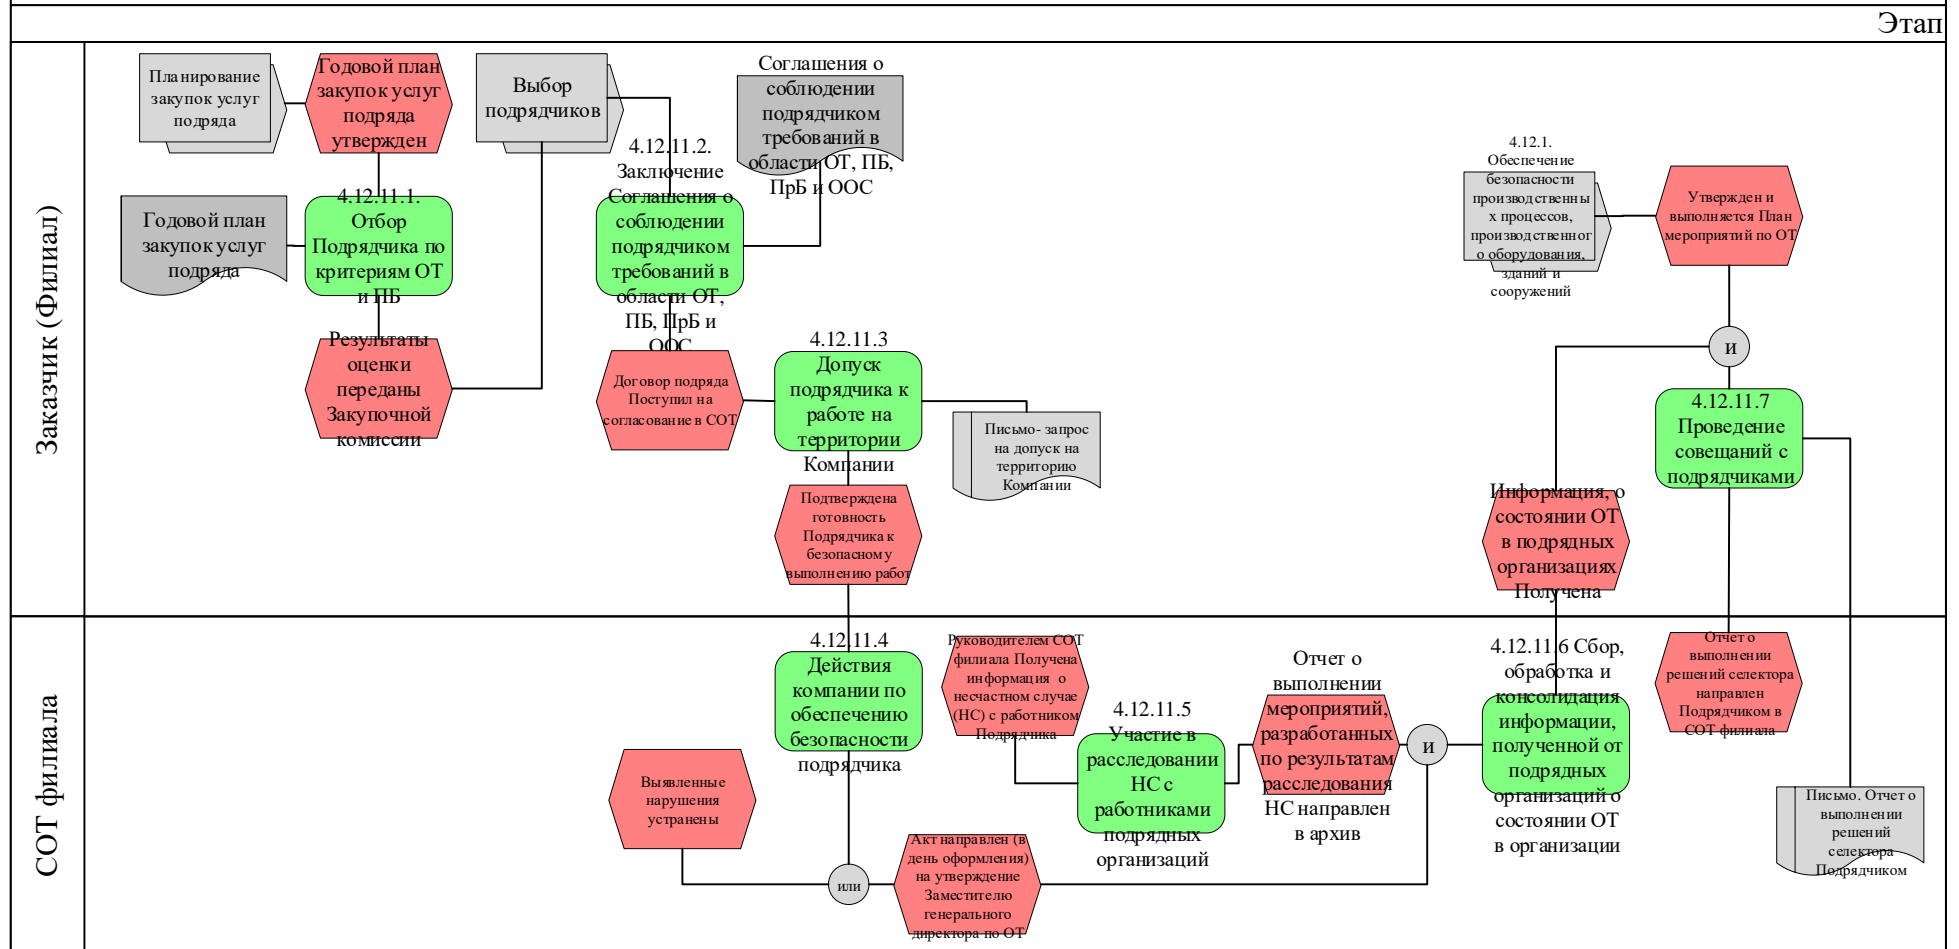 Этап
Заказчик (Филиал)
Планирование
закупок услуг
подряда
Годовой план
закупок услуг
подряда
утвержден
Годовой план
закупок услуг
подряда
4.12.11.1.
Отбор
Подрядчика по
критериям ОТ
и ПБ
Результаты
оценки
переданы
Закупочной
комиссии
Выбор
подрядчиков
4.12.11.2.
Заключение
Соглашения о
соблюдении
подрядчиком
требований в
области ОТ,
ПБ, ПрБ и
ООС
Соглашения о
соблюдении
подрядчиком
требований в
области ОТ, ПБ,
ПрБ и ООС
Договор подряда
Поступил на
согласование в СОТ
4.12.11.3
Допуск
подрядчика к
работе на
территории
Компании
Письмо- запрос
на допуск на
территорию
Компании
Подтверждена
готовность
Подрядчика к
безопасному
выполнению работ
4.12.1.
Обеспечение
безопасности
производственны
х процессов,
производственног
о оборудования,
зданий и
сооружений
Утвержден и
выполняется План
мероприятий по ОТ
и
4.12.11.7
Проведение
совещаний с
подрядчиками
Информация, о
состоянии ОТ
в подрядных
организациях
Получена
СОТ филиала
4.12.11.4
Действия
компании по
обеспечению
безопасности
подрядчика
Выявленные
нарушения
устранены
или
Акт направлен (в
день оформления)
на утверждение
Заместителю
генерального
директора по ОТ
Руководителем СОТ
филиала Получена
информация о
несчастном случае
(НС) с работником
Подрядчика
4.12.11.5
Участие в
расследовании
НС с
работниками
подрядных
организаций
Отчет о
выполнении
мероприятий,
разработанных
по результатам
расследования
НС направлен
в архив
и
4.12.11.6 Сбор,
обработка и
консолидация
информации,
полученной от
подрядных
организаций о
состоянии ОТ
в организации
Отчет о
выполнении
решений селектора
направлен
Подрядчиком в
СОТ филиала
Письмо. Отчет о
выполнении
решений
селектора
Подрядчиком